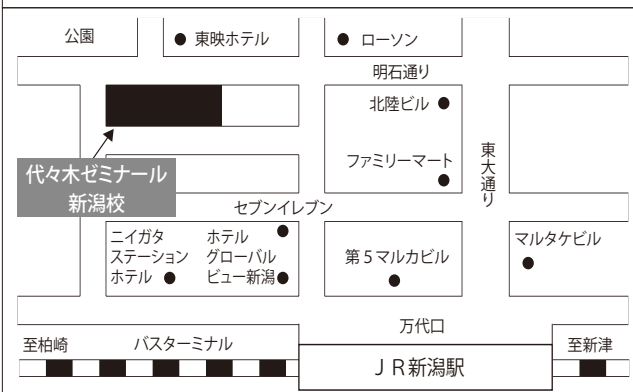 公園
東映ホテル
ローソン
明石通り
北陸ビル
ファミリーマート
東大通り
代々木ゼミナール
新潟校
セブンイレブン
ニイガタ
ステーション
ホテル
ホテル
グローバル
ビュー新潟
第5マルカビル
マルタケビル
万代口
至柏崎
バスターミナル
JR新潟駅
至新津